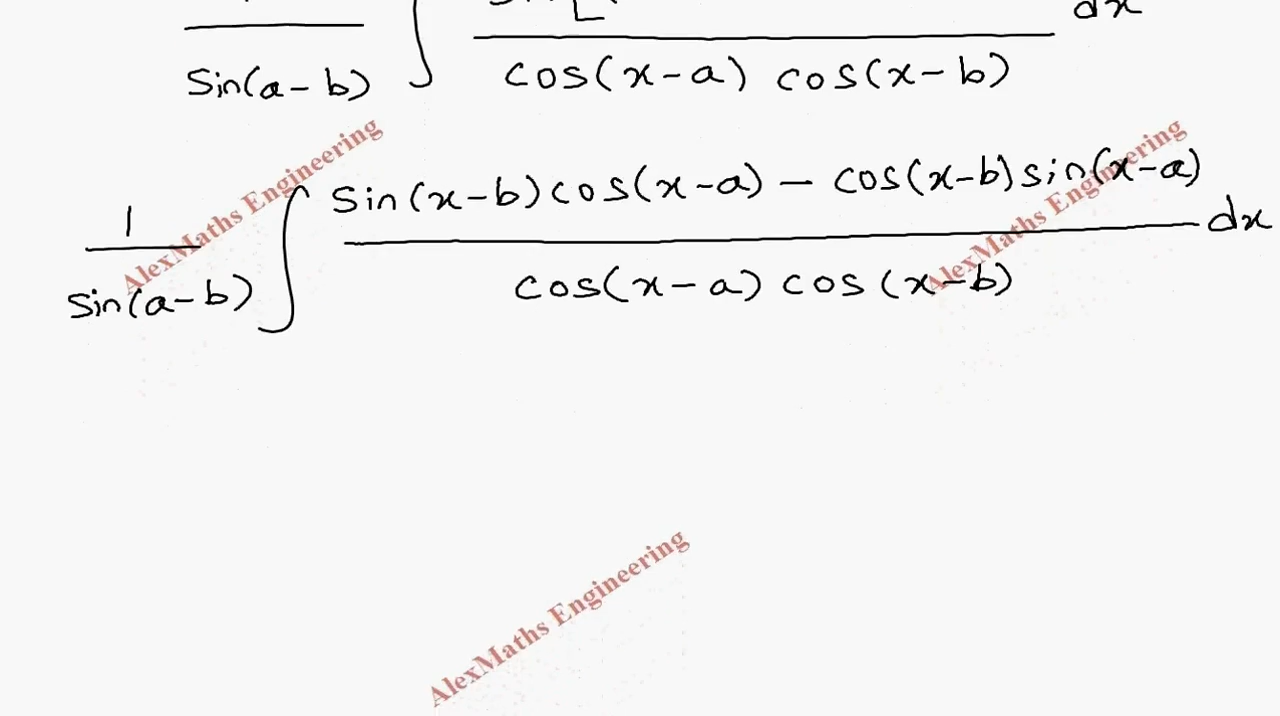 dx
Sin(a-b) ∫ cos(x-a) cos(x-b)
AlexMaths Engineering
AlexMaths Engineering
1 sin(x-b)cos(x-a) - cos(x-b)sin(x-a)
∫ dx
sin(a-b) cos(x-a) cos(x-b)
AlexMaths Engineering